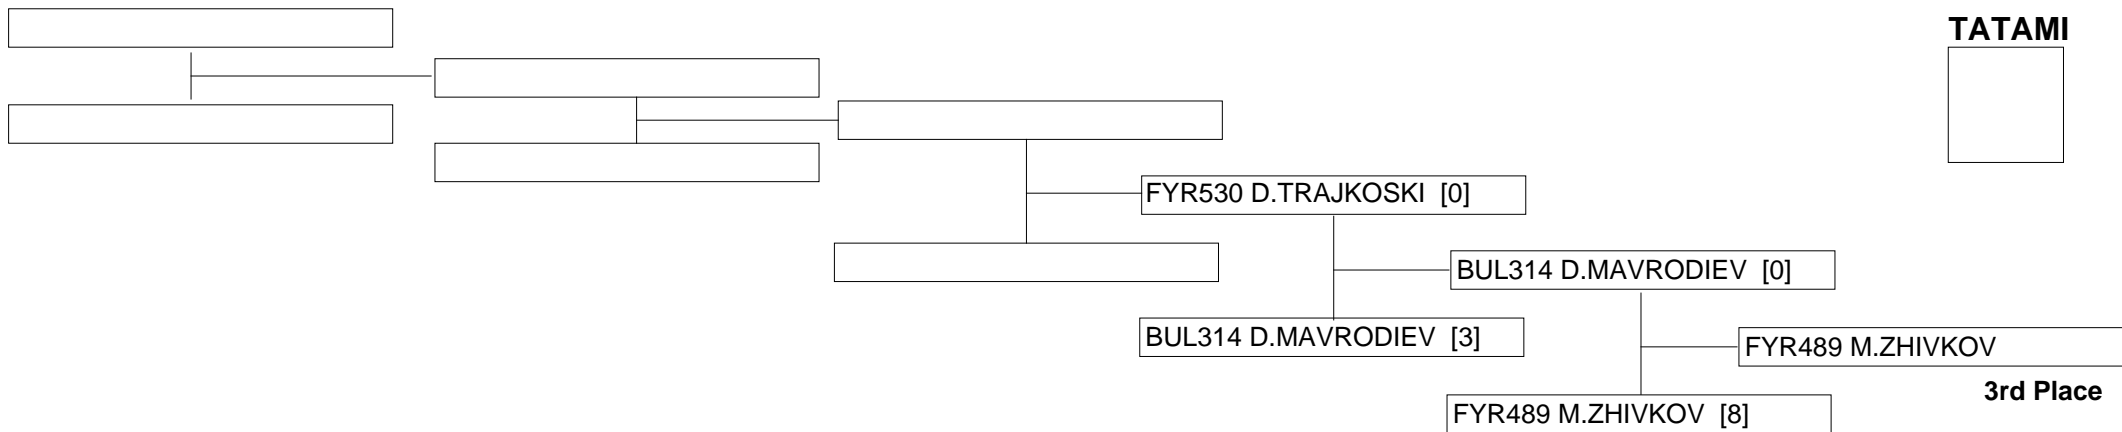 TATAMI
FYR530 D.TRAJKOSKI [0]
BUL314 D.MAVRODIEV [0]
BUL314 D.MAVRODIEV [3]
FYR489 M.ZHIVKOV
3rd Place
FYR489 M.ZHIVKOV [8]